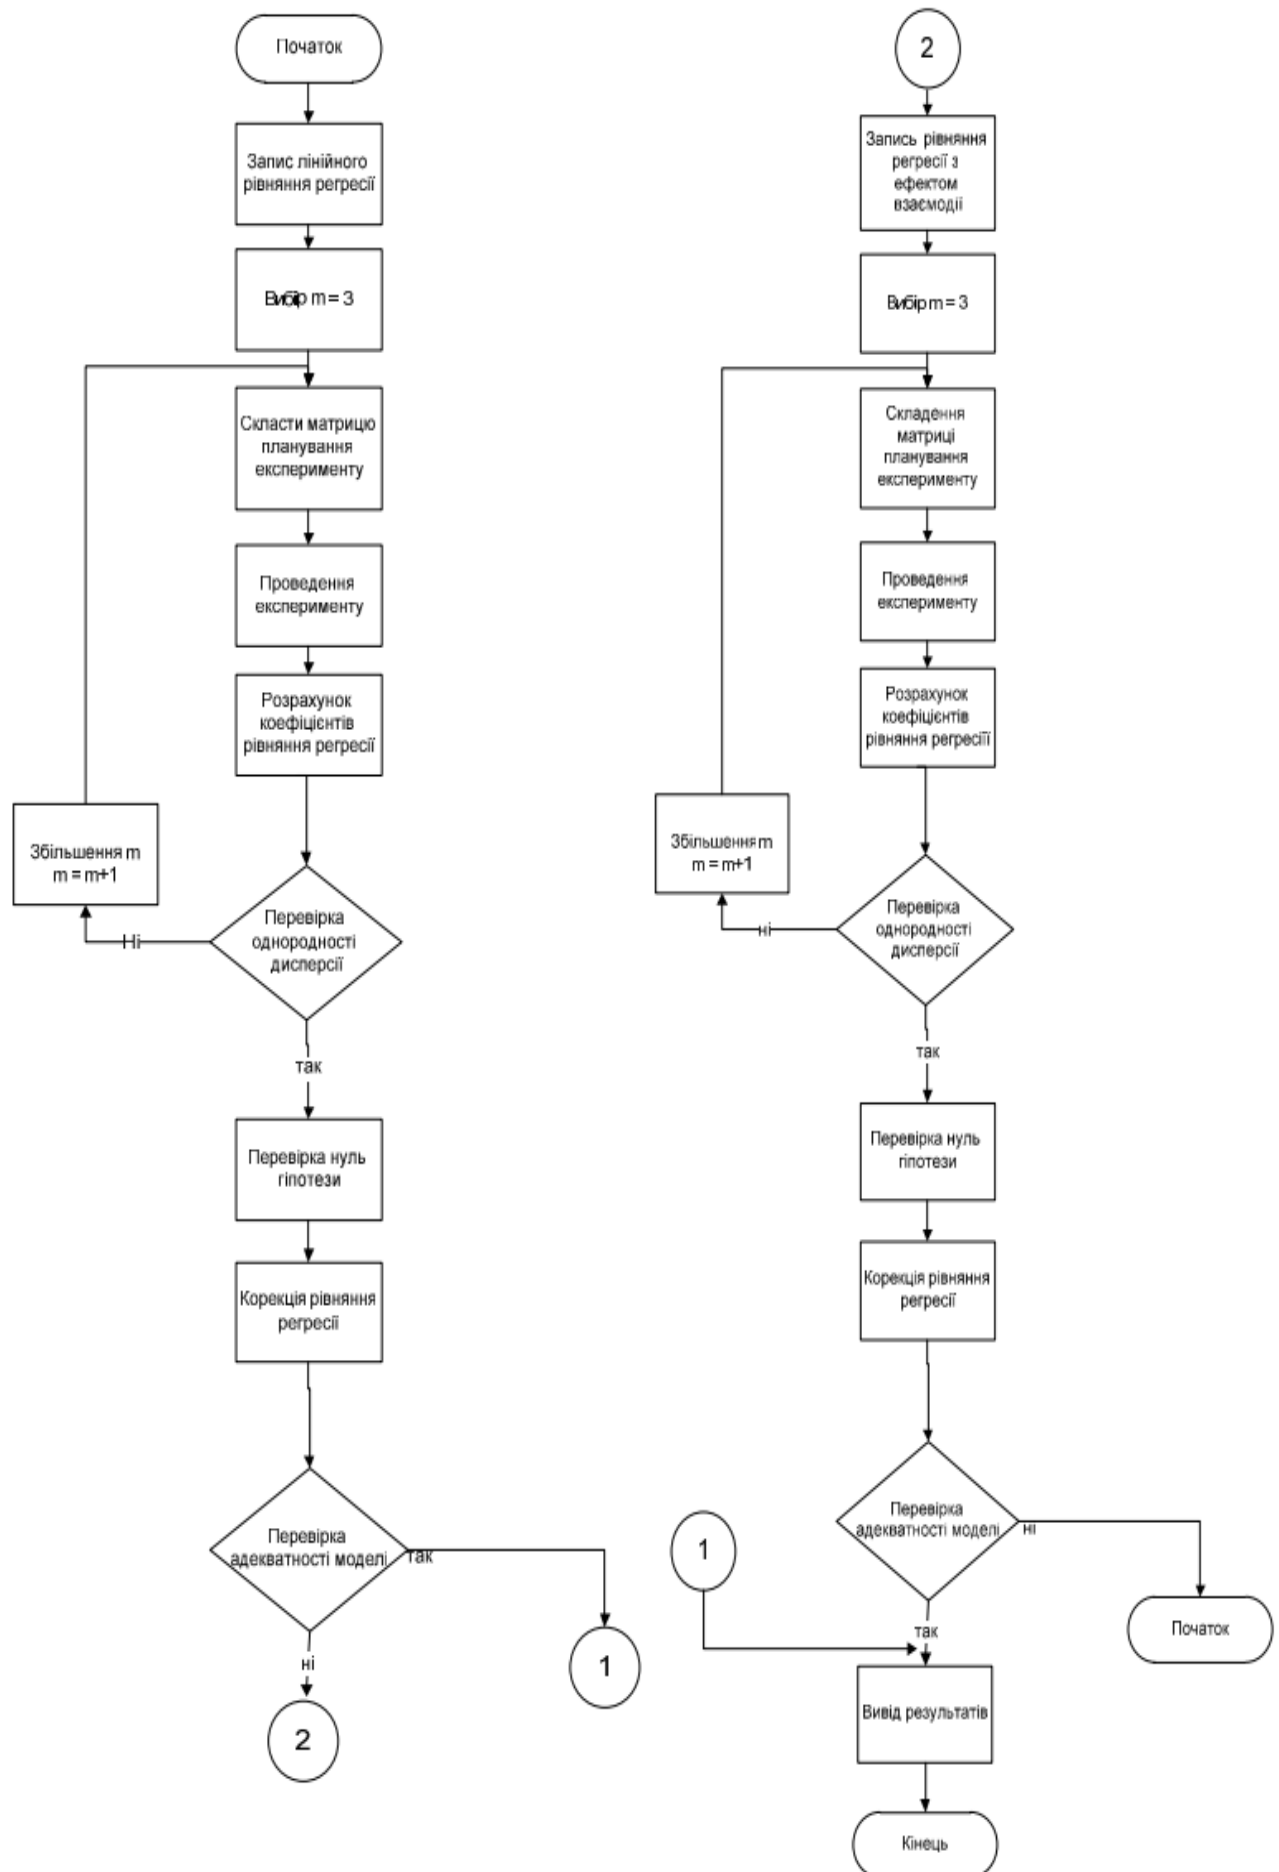 Початок
Запис лінійного
рівняння регресії
Вибір m = 3
Скласти матрицю
планування
експерименту
Проведення
експерименту
Розрахунок
коефіцієнтів
рівняння регресії
Збільшення m
m = m+1
Ні
Перевірка
однородності
дисперсії
так
Перевірка нуль
гіпотези
Корекція рівняння
регресії
Перевірка
адекватності моделі
так
1
ні
2
2
Запись рівняння
регресії з
ефектом
взаємодії
Вибір m = 3
Складення
матриці
планування
експерименту
Проведення
експерименту
Розрахунок
коефіцієнтів
рівняння регресіїї
Збільшення m
m = m+1
ні
Перевірка
однородності
дисперсії
так
Перевірка нуль
гіпотези
Корекція рівняння
регресії
Перевірка
адекватності моделі
ні
Початок
1
так
Вивід результатів
Кінець